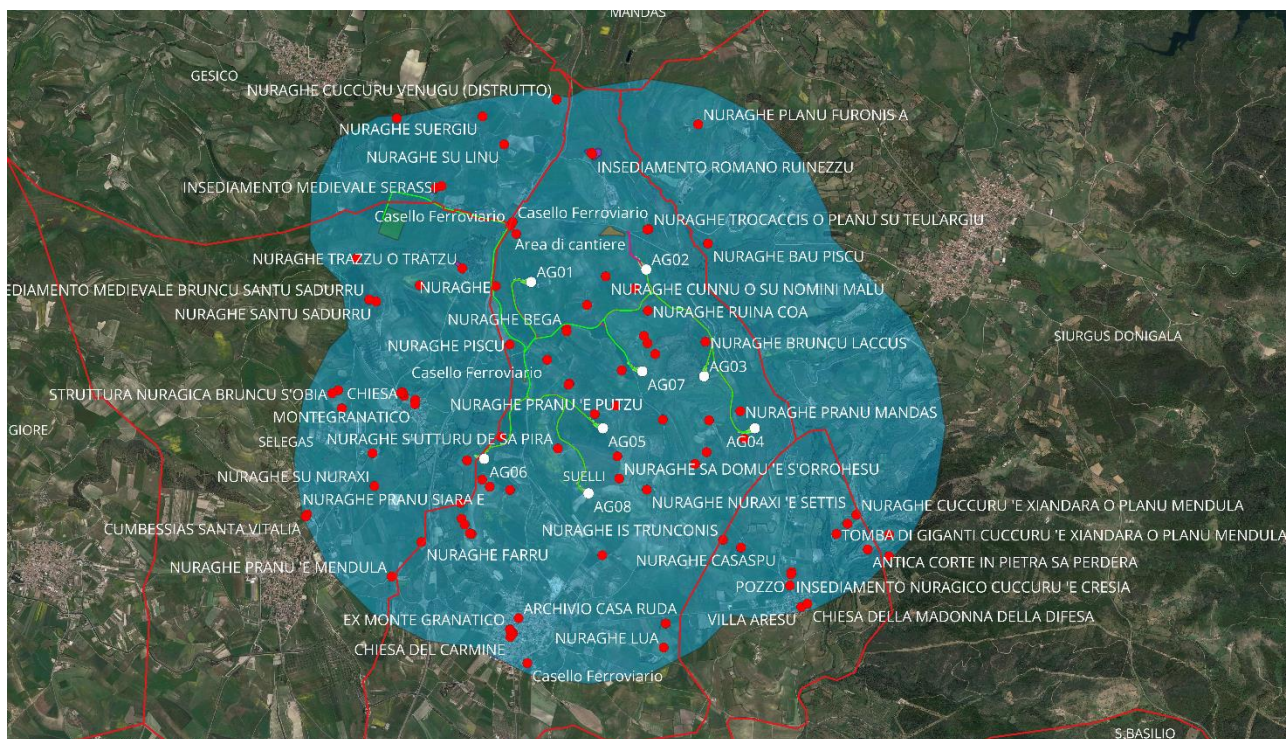 MANDAS
GESICO
NURAGHE CUCCURU VENUGU (DISTRUTTO)
NURAGHE PLANU FURONIS A
NURAGHE SUERGIU
NURAGHE SU LINU
INSEDIAMENTO ROMANO RUINEZZU
INSEDIAMENTO MEDIEVALE SERASSI
Casello Ferroviario
Casello Ferroviario
NURAGHE TROCACCIS O PLANU SU TEULARGIU
Area di cantiere
NURAGHE BAU PISCU
NURAGHE TRAZZU O TRATZU
AG01
AG02
NURAGHE
NURAGHE CUNNU O SU NOMINI MALU
EDIAMENTO MEDIEVALE BRUNCU SANTU SADURRU
NURAGHE SANTU SADURRU
NURAGHE RUINA COA
NURAGHE BEGA
SIURGUS DONIGALA
NURAGHE PISCU
NURAGHE BRUNCU LACCUS
Casello Ferroviario
AG03
AG07
STRUTTURA NURAGICA BRUNCU S'OBIA
CHIESA
NURAGHE PRANU 'E PUTZU
MONTEGRANATICO
NURAGHE PRANU MANDAS
GIORE
SELEGAS
NURAGHE S'UTTURU DE SA PIRA
AG05
AG04
AG06
NURAGHE SA DOMU'E S'ORROHESU
NURAGHE SU NURAXI
SUELLI
NURAGHE PRANU SIARA E
AG08
NURAGHE NURAXI 'E SETTIS
NURAGHE CUCCURU 'E XIANDARA O PLANU MENDULA
CUMBESSIAS SANTA VITALIA
NURAGHE IS TRUNCONIS
TOMBA DI GIGANTI CUCCURU 'E XIANDARA O PLANU MENDULA
NURAGHE FARRU
NURAGHE CASASPU
ANTICA CORTE IN PIETRA SA PERDERA
NURAGHE PRANU 'E MENDULA
POZZO
INSEDIAMENTO NURAGICO CUCCURU 'E CRESIA
ARCHIVIO CASA RUDA
EX MONTE GRANATICO
VILLA ARESU
CHIESA DELLA MADONNA DELLA DIFESA
NURAGHE LUA
CHIESA DEL CARMINE
Casello Ferroviario
S.BASILIO